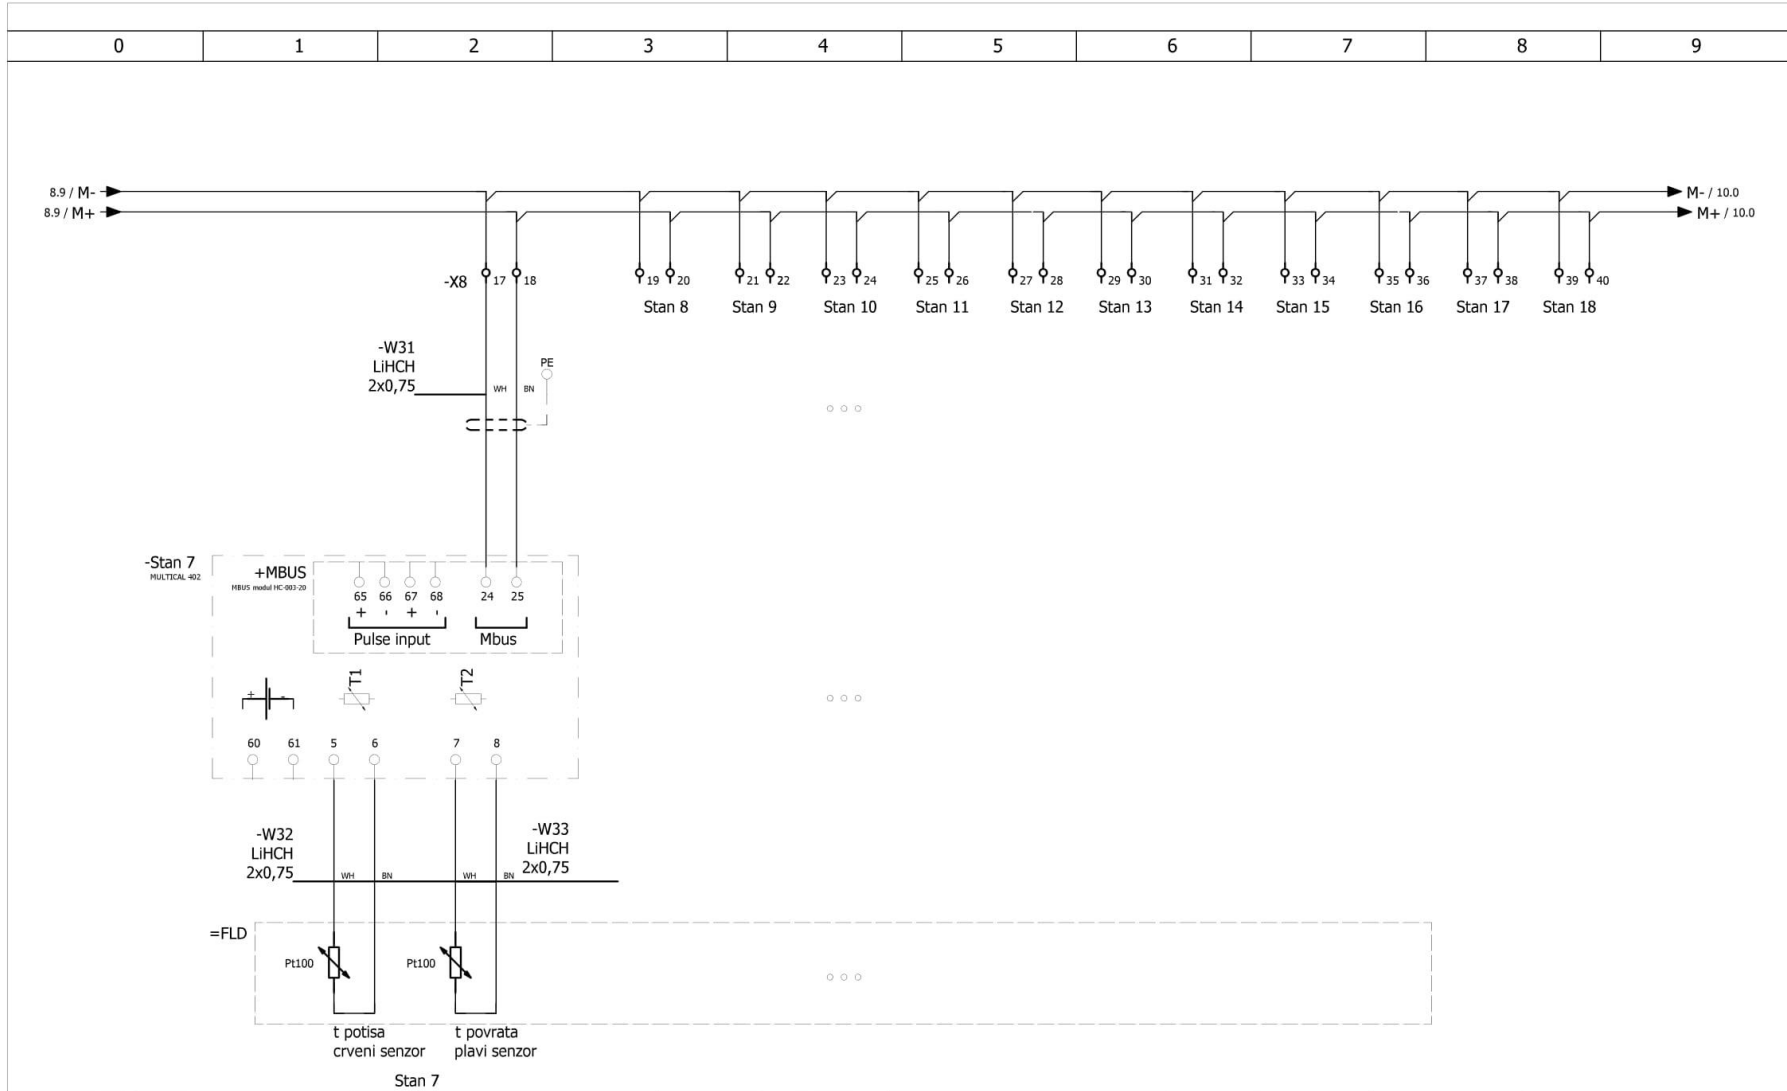 0 1 2 3 4 5 6 7 8 9
8.9 / M- M- / 10.0
8.9 / M+ M+ / 10.0
-X8 17 18 19 20 21 22 23 24 25 26 27 28 29 30 31 32 33 34 35 36 37 38 39 40
Stan 8 Stan 9 Stan 10 Stan 11 Stan 12 Stan 13 Stan 14 Stan 15 Stan 16 Stan 17 Stan 18
-W31
LiHCH
2x0,75
WH BN
PE
-Stan 7
MULTICAL 402
+MBUS
MBUS modul HC-003-20
65 66 67 68 24 25
+ - + -
Pulse input Mbus
T1 T2
+ -
60 61 5 6 7 8
-W32
LiHCH
2x0,75
WH BN WH BN
-W33
LiHCH
2x0,75
=FLD
Pt100 Pt100
t potisa
crveni senzor
t povrata
plavi senzor
Stan 7